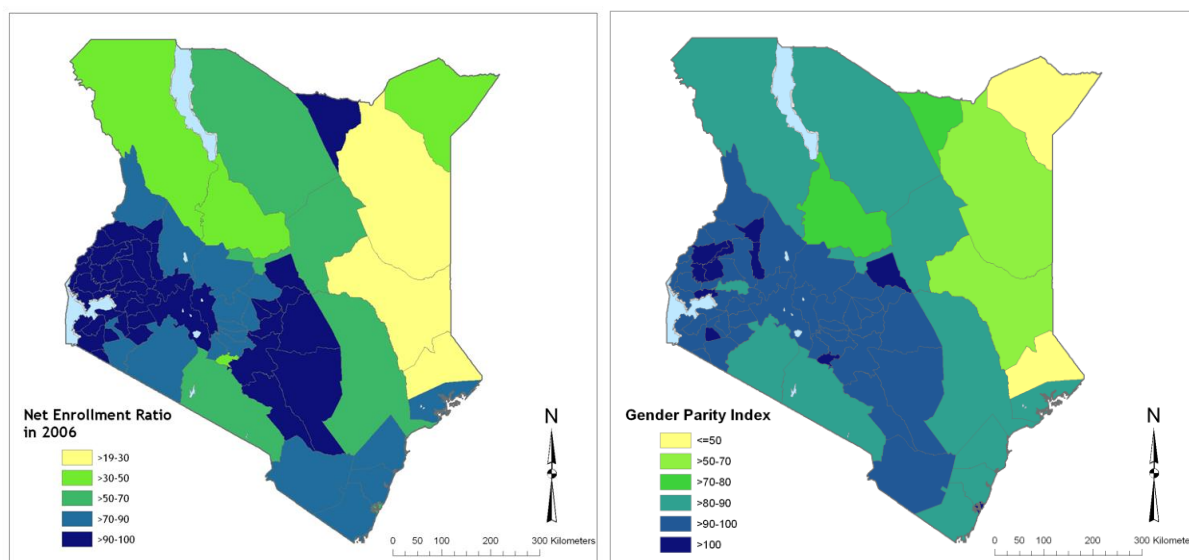 Net Enrollment Ratio
in 2006
>19-30
>30-50
>50-70
>70-90
>90-100
N
0 50 100 200 300 Kilometers
Gender Parity Index
<=50
>50-70
>70-80
>80-90
>90-100
>100
N
0 50 100 200 300 Kilometers